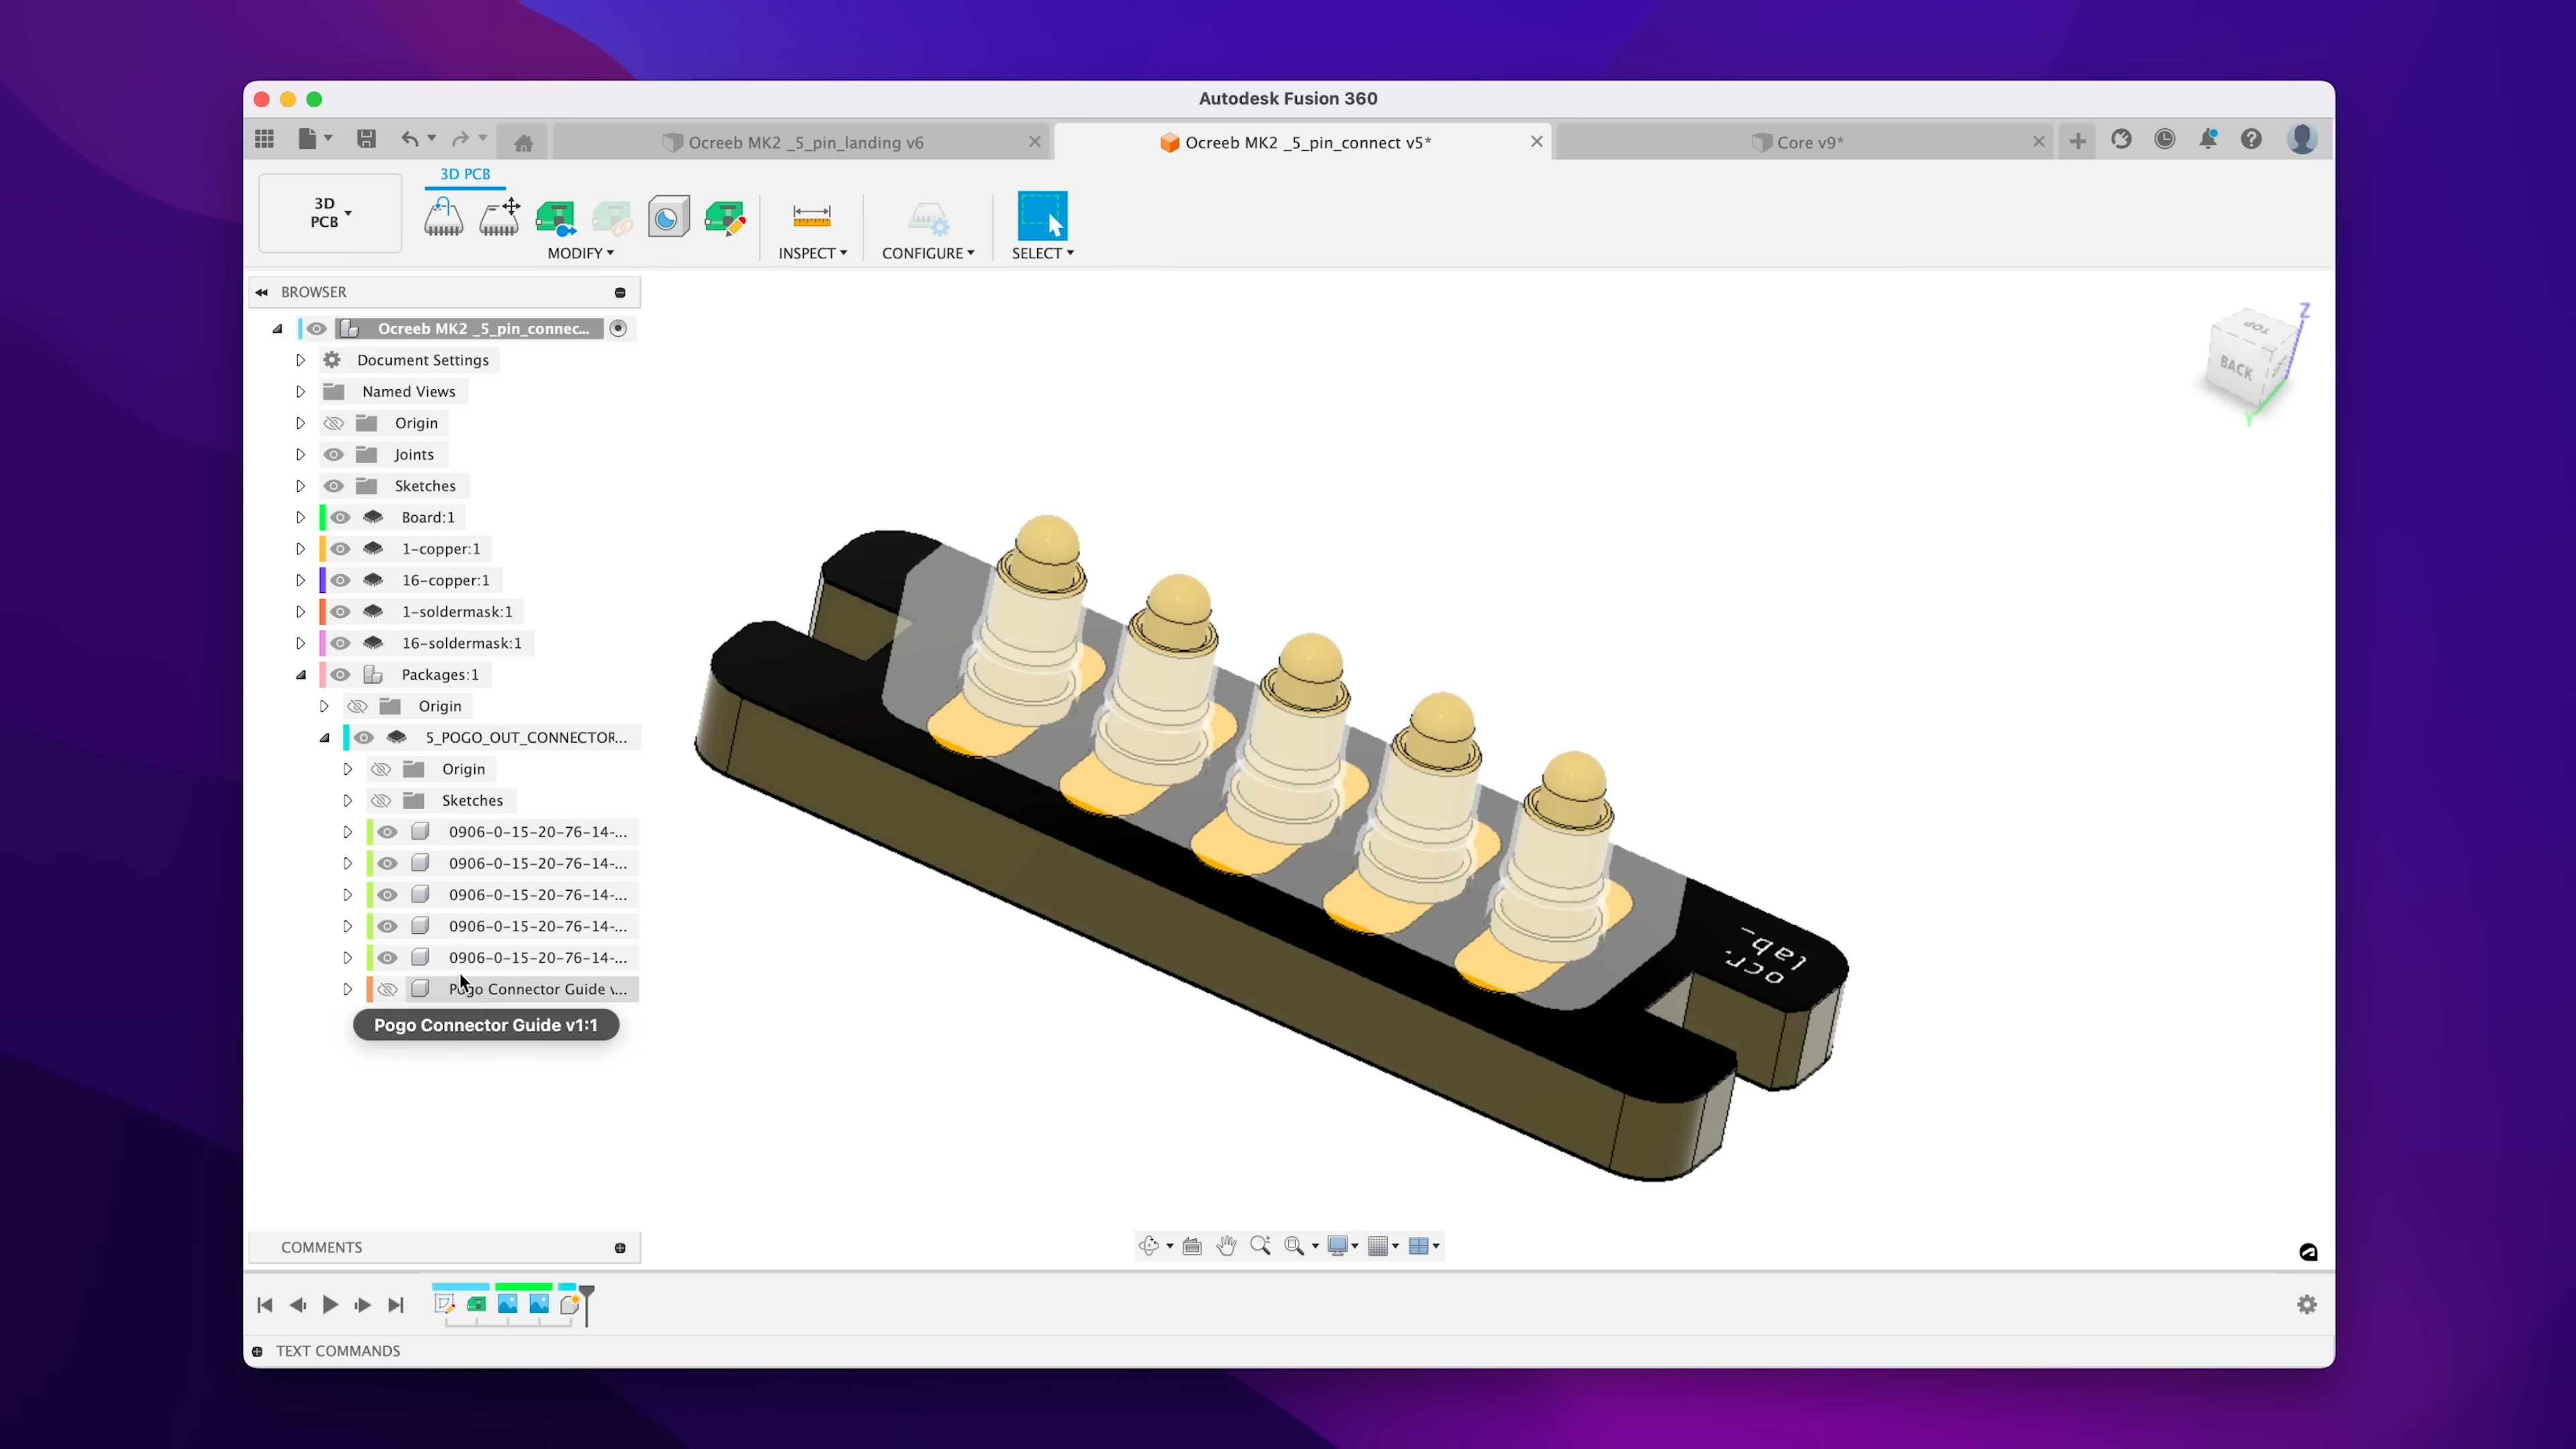 Autodesk Fusion 360
Ocreeb MK2 _5_pin_landing v6
Ocreeb MK2 _5_pin_connect v5*
Core v9*
3D PCB
3D
PCB
MODIFY
INSPECT
CONFIGURE
SELECT
BROWSER
Ocreeb MK2 _5_pin_connec...
Document Settings
Named Views
Origin
Joints
Sketches
Board:1
1-copper:1
16-copper:1
1-soldermask:1
16-soldermask:1
Packages:1
Origin
5_POGO_OUT_CONNECTOR...
Origin
Sketches
0906-0-15-20-76-14-...
0906-0-15-20-76-14-...
0906-0-15-20-76-14-...
0906-0-15-20-76-14-...
0906-0-15-20-76-14-...
Pogo Connector Guide v...
Pogo Connector Guide v1:1
TOP
BACK
Z
Y
ocr.
lab_
COMMENTS
TEXT COMMANDS